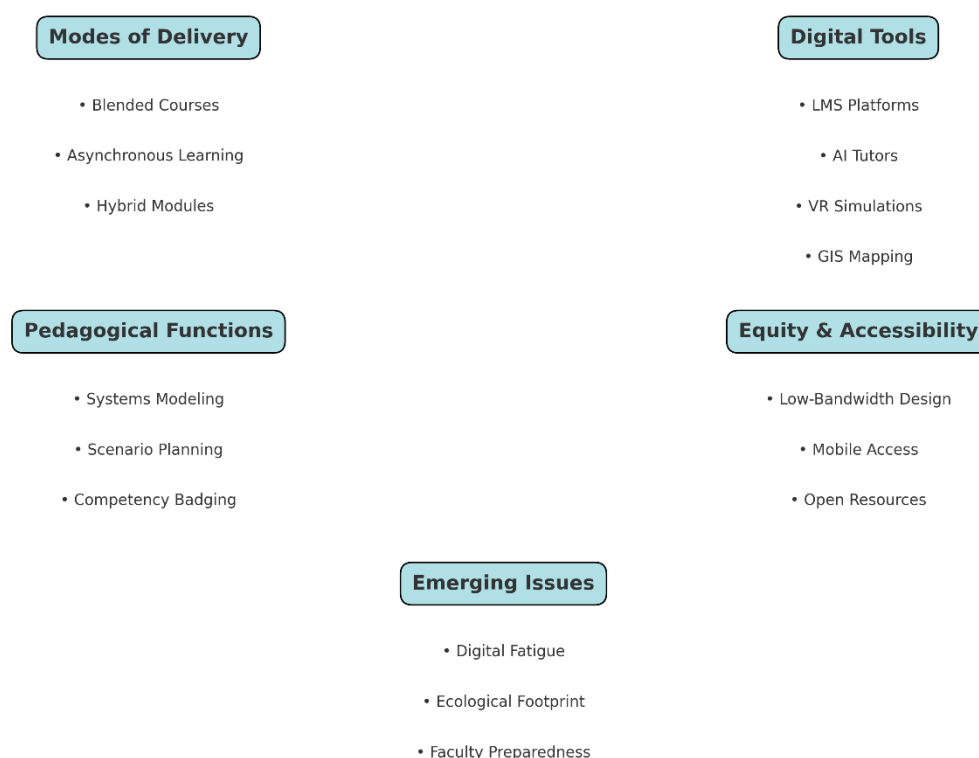 Modes of Delivery
• Blended Courses
• Asynchronous Learning
• Hybrid Modules
Digital Tools
• LMS Platforms
• AI Tutors
• VR Simulations
• GIS Mapping
Pedagogical Functions
• Systems Modeling
• Scenario Planning
• Competency Badging
Equity & Accessibility
• Low-Bandwidth Design
• Mobile Access
• Open Resources
Emerging Issues
• Digital Fatigue
• Ecological Footprint
• Faculty Preparedness